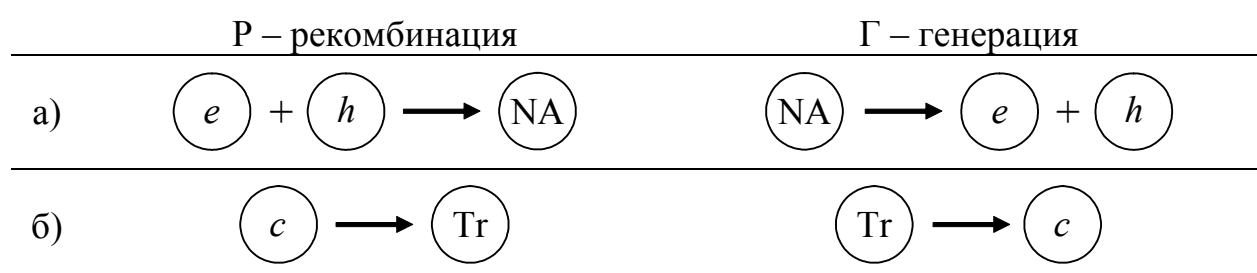 Р – рекомбинация Г – генерация
а) e + h NA NA e + h
б) c Tr Tr c